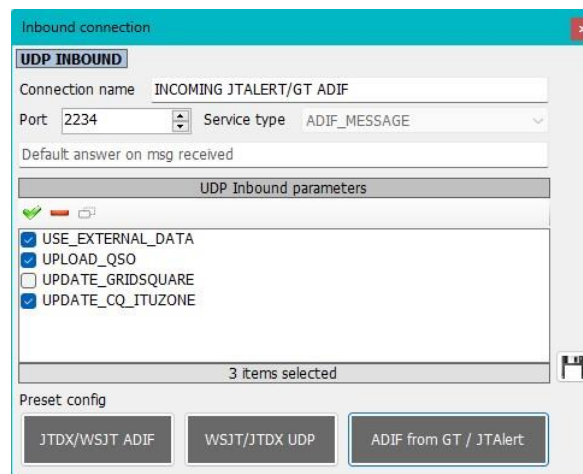 Inbound connection
UDP INBOUND
Connection name INCOMING JTALERT/GT ADIF
Port 2234 Service type ADIF_MESSAGE
Default answer on msg received
UDP Inbound parameters
USE_EXTERNAL_DATA
UPLOAD_QSO
UPDATE_GRIDSQUARE
UPDATE_CQ_ITUZONE
3 items selected
Preset config
JTDX/WSJT ADIF WSJT/JTDX UDP ADIF from GT / JTAlert